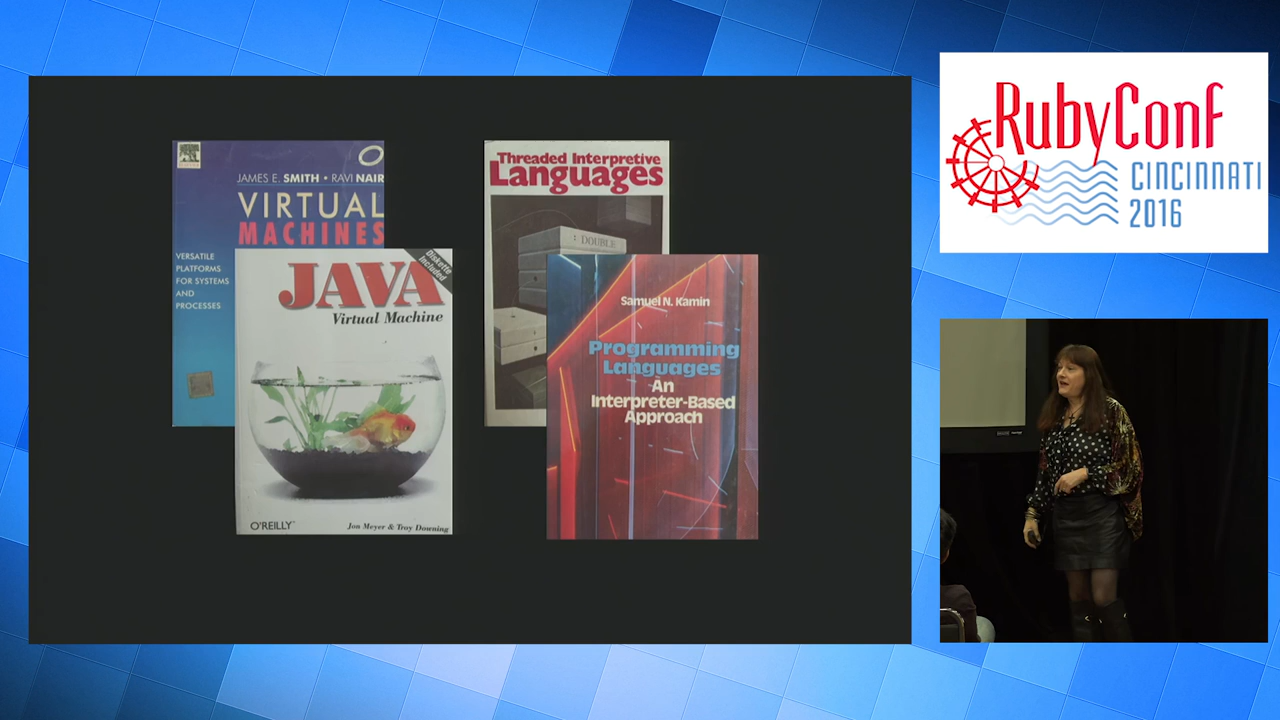 JAMES E. SMITH • RAVI NAIR
VIRTUAL
MACHINES
VERSATILE
PLATFORMS
FOR SYSTEMS
AND
PROCESSES
JAVA
Diskette
Included
Virtual Machine
O'REILLY™
Jon Meyer & Troy Downing
Threaded Interpretive
Languages
: DOUBLE
Samuel N. Kamin
Programming
Languages
An
Interpreter-Based
Approach
RubyConf
CINCINNATI
2016